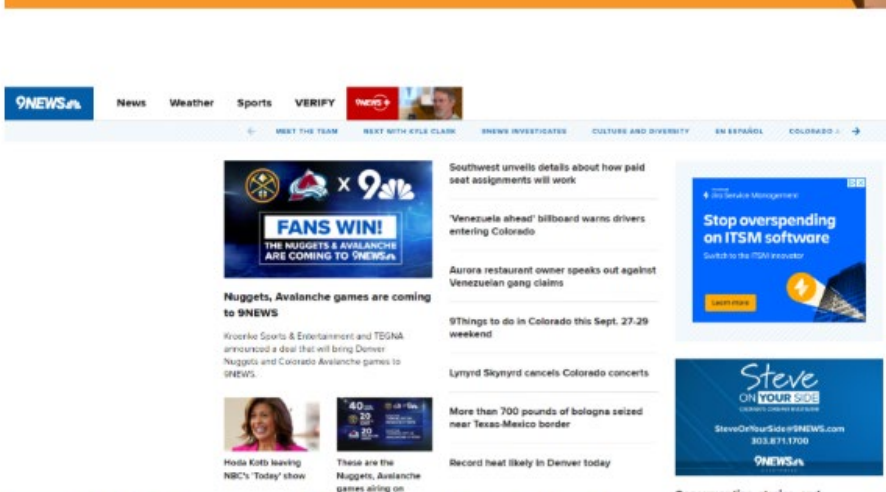 9NEWS
News Weather Sports VERIFY 9NEWS+
MEET THE TEAM NEXT WITH KYLE CLARK 9NEWS INVESTIGATES CULTURE AND DIVERSITY EN ESPAÑOL COLORADO
x 9
FANS WIN!
THE NUGGETS & AVALANCHE
ARE COMING TO 9NEWS
Nuggets, Avalanche games are coming
to 9NEWS
Kroenke Sports & Entertainment and TEGNA
announced a deal that will bring Denver
Nuggets and Colorado Avalanche games to
9NEWS.
40
20
20
Hoda Kotb leaving
NBC's 'Today' show
These are the
Nuggets, Avalanche
games airing on
Southwest unveils details about how paid
seat assignments will work
'Venezuela ahead' billboard warns drivers
entering Colorado
Aurora restaurant owner speaks out against
Venezuelan gang claims
9Things to do in Colorado this Sept. 27-29
weekend
Lynyrd Skynyrd cancels Colorado concerts
More than 700 pounds of bologna seized
near Texas-Mexico border
Record heat likely in Denver today
Service Management
Stop overspending
on ITSM software
Switch to the ITSM innovator
Learn more
Steve
ON YOUR SIDE
SteveOnYourSide@9NEWS.com
303.871.1700
9NEWS